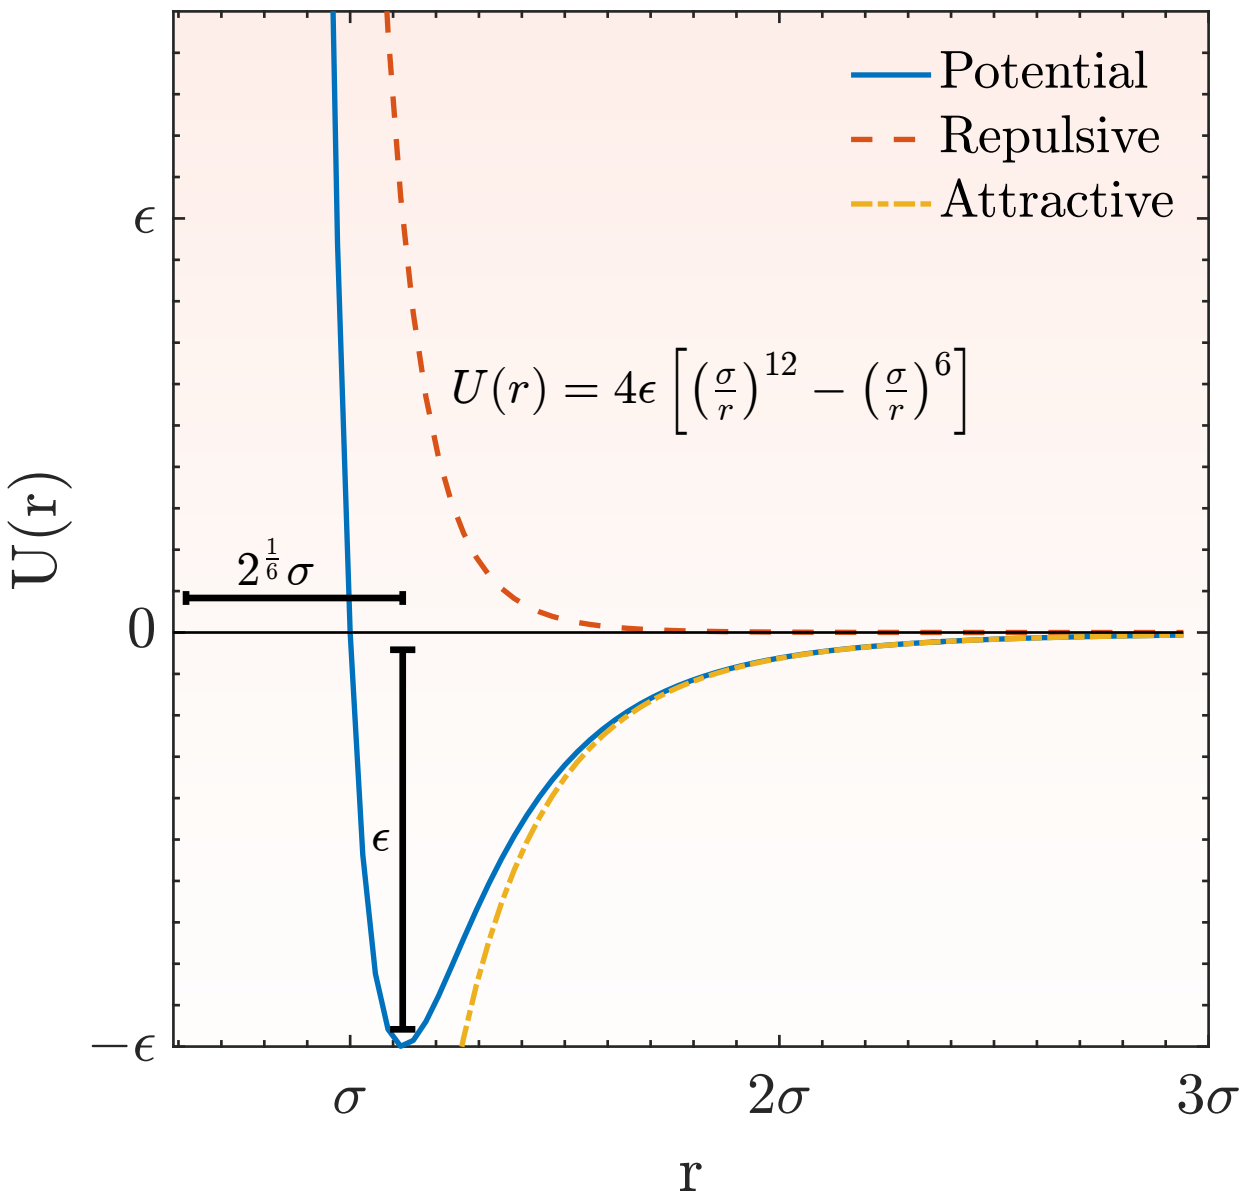 Potential
Repulsive
Attractive
ϵ
U(r) = 4ϵ [(σ/r)^12 − (σ/r)^6]
U(r)
2^(1/6) σ
0
ϵ
−ϵ
σ 2σ 3σ
r